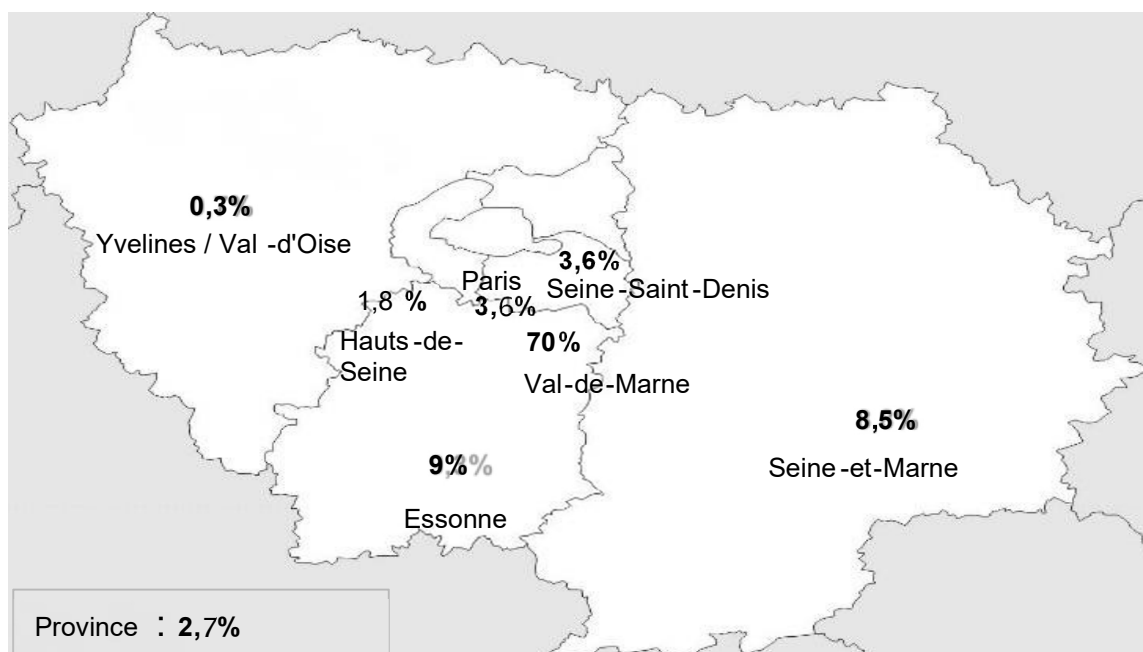 0,3%
Yvelines / Val -d'Oise
3,6%
Seine-Saint-Denis
Paris
3,6%
1,8 %
Hauts-de-
Seine
70%
Val-de-Marne
8,5%
Seine-et-Marne
9%
Essonne
Province : 2,7%